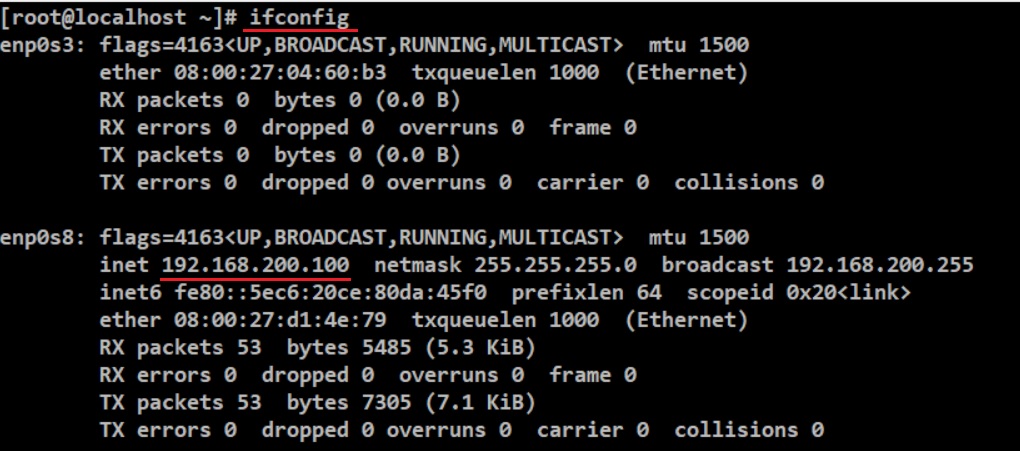 [root@localhost ~]# ifconfig
enp0s3: flags=4163<UP,BROADCAST,RUNNING,MULTICAST>  mtu 1500
        ether 08:00:27:04:60:b3  txqueuelen 1000  (Ethernet)
        RX packets 0  bytes 0 (0.0 B)
        RX errors 0  dropped 0  overruns 0  frame 0
        TX packets 0  bytes 0 (0.0 B)
        TX errors 0  dropped 0 overruns 0  carrier 0  collisions 0

enp0s8: flags=4163<UP,BROADCAST,RUNNING,MULTICAST>  mtu 1500
        inet 192.168.200.100  netmask 255.255.255.0  broadcast 192.168.200.255
        inet6 fe80::5ec6:20ce:80da:45f0  prefixlen 64  scopeid 0x20<link>
        ether 08:00:27:d1:4e:79  txqueuelen 1000  (Ethernet)
        RX packets 53  bytes 5485 (5.3 KiB)
        RX errors 0  dropped 0  overruns 0  frame 0
        TX packets 53  bytes 7305 (7.1 KiB)
        TX errors 0  dropped 0 overruns 0  carrier 0  collisions 0